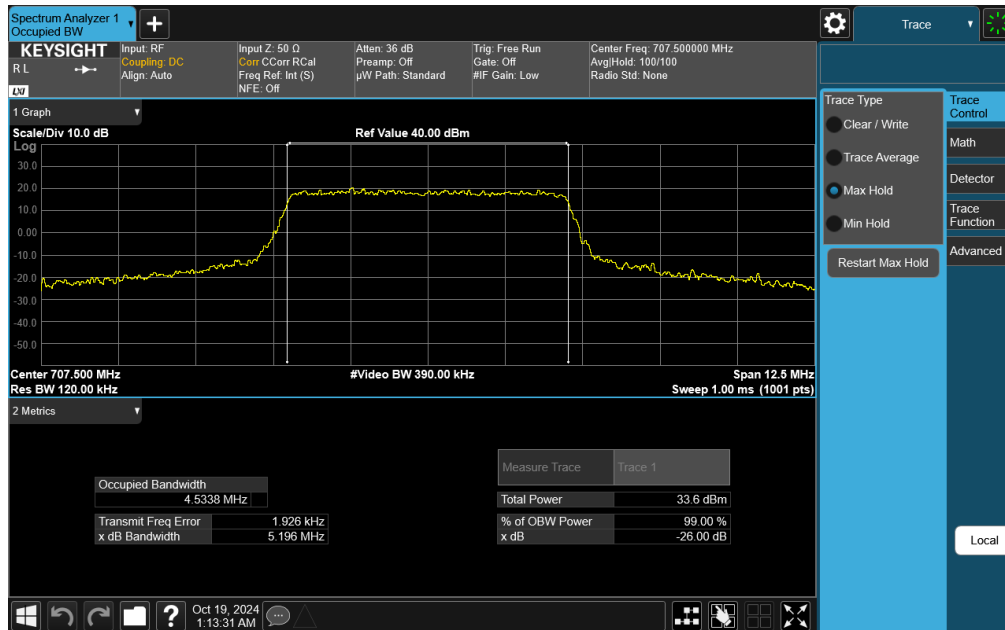 Spectrum Analyzer 1
Occupied BW
Trace
KEYSIGHT
R L
LXI
Input: RF
Coupling: DC
Align: Auto
Input Z: 50 Ω
Corr CCorr RCal
Freq Ref: Int (S)
NFE: Off
Atten: 36 dB
Preamp: Off
µW Path: Standard
Trig: Free Run
Gate: Off
#IF Gain: Low
Center Freq: 707.500000 MHz
Avg|Hold: 100/100
Radio Std: None
1 Graph
Scale/Div 10.0 dB
Ref Value 40.00 dBm
Log
30.0
20.0
10.0
0.00
-10.0
-20.0
-30.0
-40.0
-50.0
Center 707.500 MHz
#Video BW 390.00 kHz
Span 12.5 MHz
Res BW 120.00 kHz
Sweep 1.00 ms (1001 pts)
2 Metrics
Measure Trace
Trace 1
Occupied Bandwidth
4.5338 MHz
Total Power
33.6 dBm
Transmit Freq Error
1.926 kHz
% of OBW Power
99.00 %
x dB Bandwidth
5.196 MHz
x dB
-26.00 dB
Trace Type
Clear / Write
Trace Average
Max Hold
Min Hold
Restart Max Hold
Trace
Control
Math
Detector
Trace
Function
Advanced
Local
?
Oct 19, 2024
1:13:31 AM